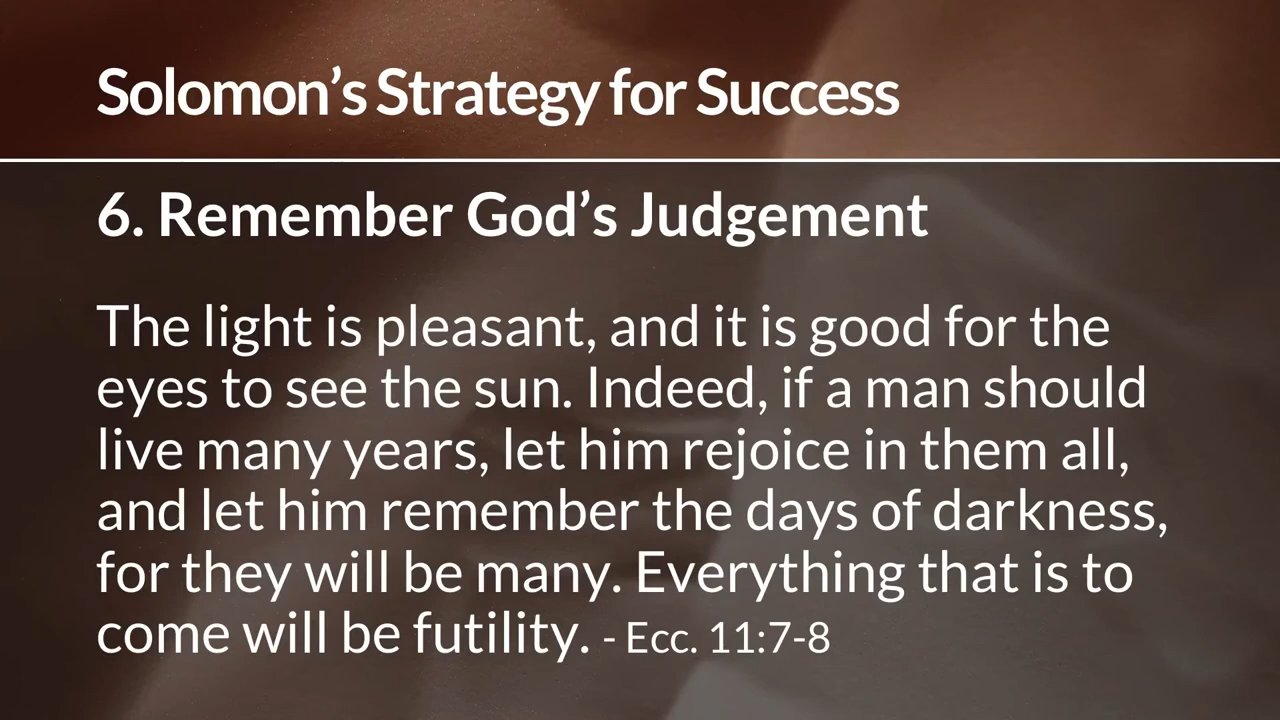 Solomon’s Strategy for Success
6. Remember God’s Judgement
The light is pleasant, and it is good for the
eyes to see the sun. Indeed, if a man should
live many years, let him rejoice in them all,
and let him remember the days of darkness,
for they will be many. Everything that is to
come will be futility. - Ecc. 11:7-8